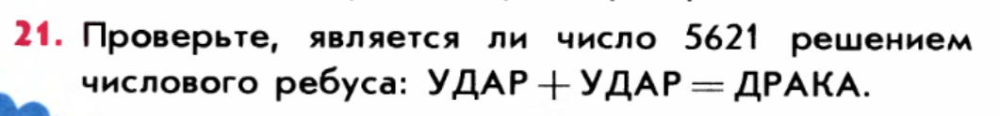 21. Проверьте, является ли число 5621 решением
числового ребуса: УДАР + УДАР = ДРАКА.